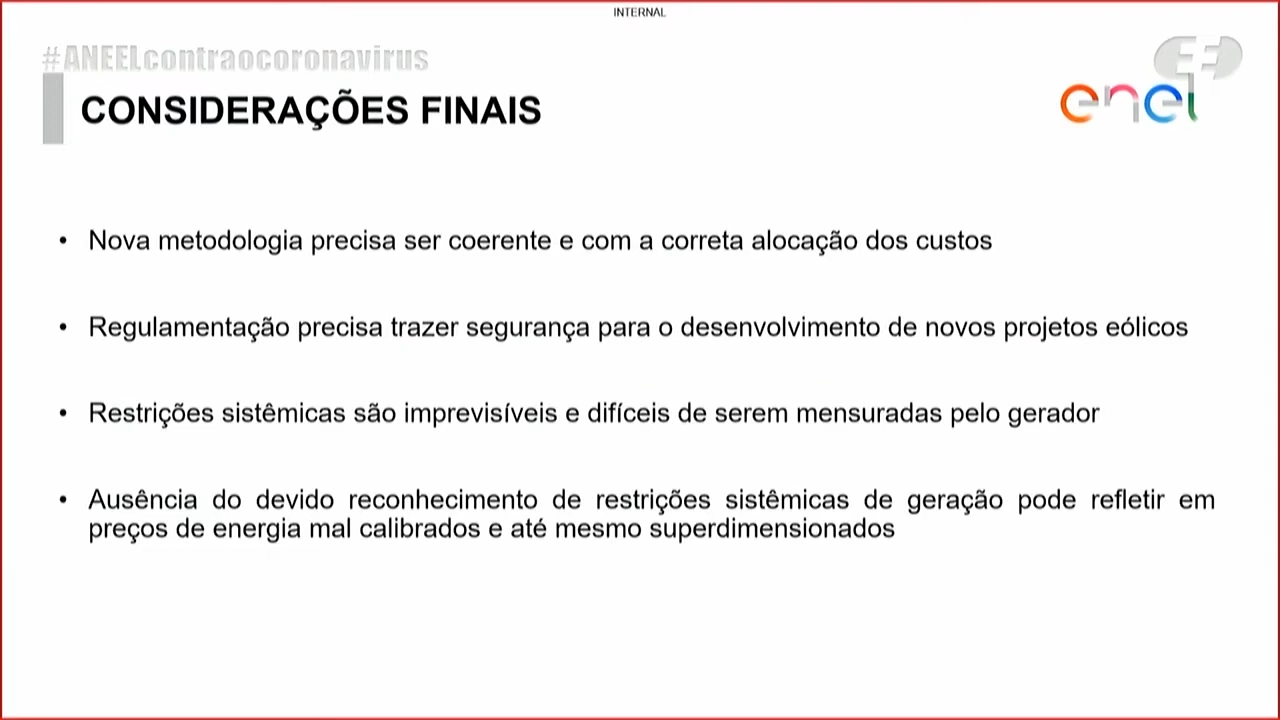 INTERNAL
#ANEELcontraocoronavirus
CONSIDERAÇÕES FINAIS
enel
• Nova metodologia precisa ser coerente e com a correta alocação dos custos
• Regulamentação precisa trazer segurança para o desenvolvimento de novos projetos eólicos
• Restrições sistêmicas são imprevisíveis e difíceis de serem mensuradas pelo gerador
• Ausência do devido reconhecimento de restrições sistêmicas de geração pode refletir em
preços de energia mal calibrados e até mesmo superdimensionados